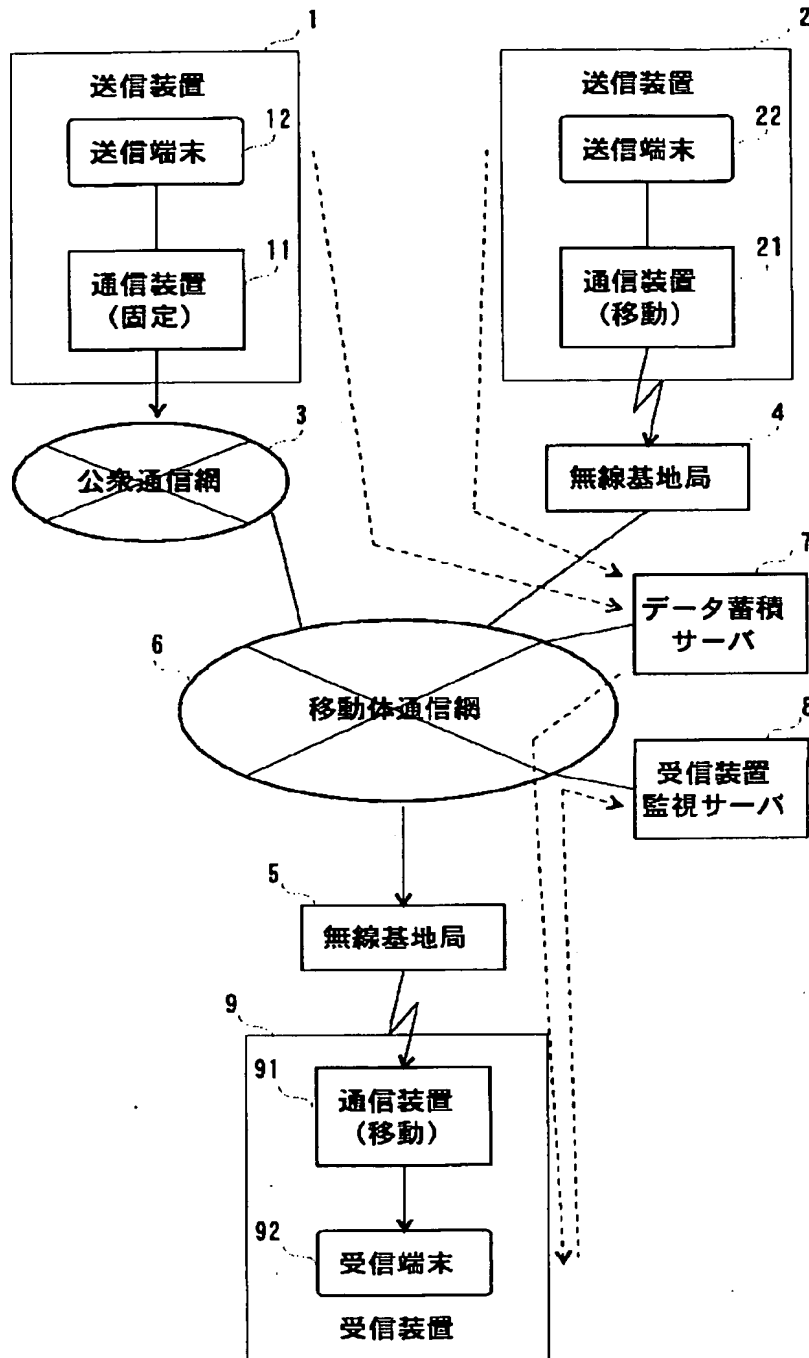 1
送信装置
12
送信端末
11
通信装置
(固定)
2
送信装置
22
送信端末
21
通信装置
(移動)
3
公衆通信網
4
無線基地局
7
データ蓄積
サーバ
6
移動体通信網
8
受信装置
監視サーバ
5
無線基地局
9
91
通信装置
(移動)
92
受信端末
受信装置